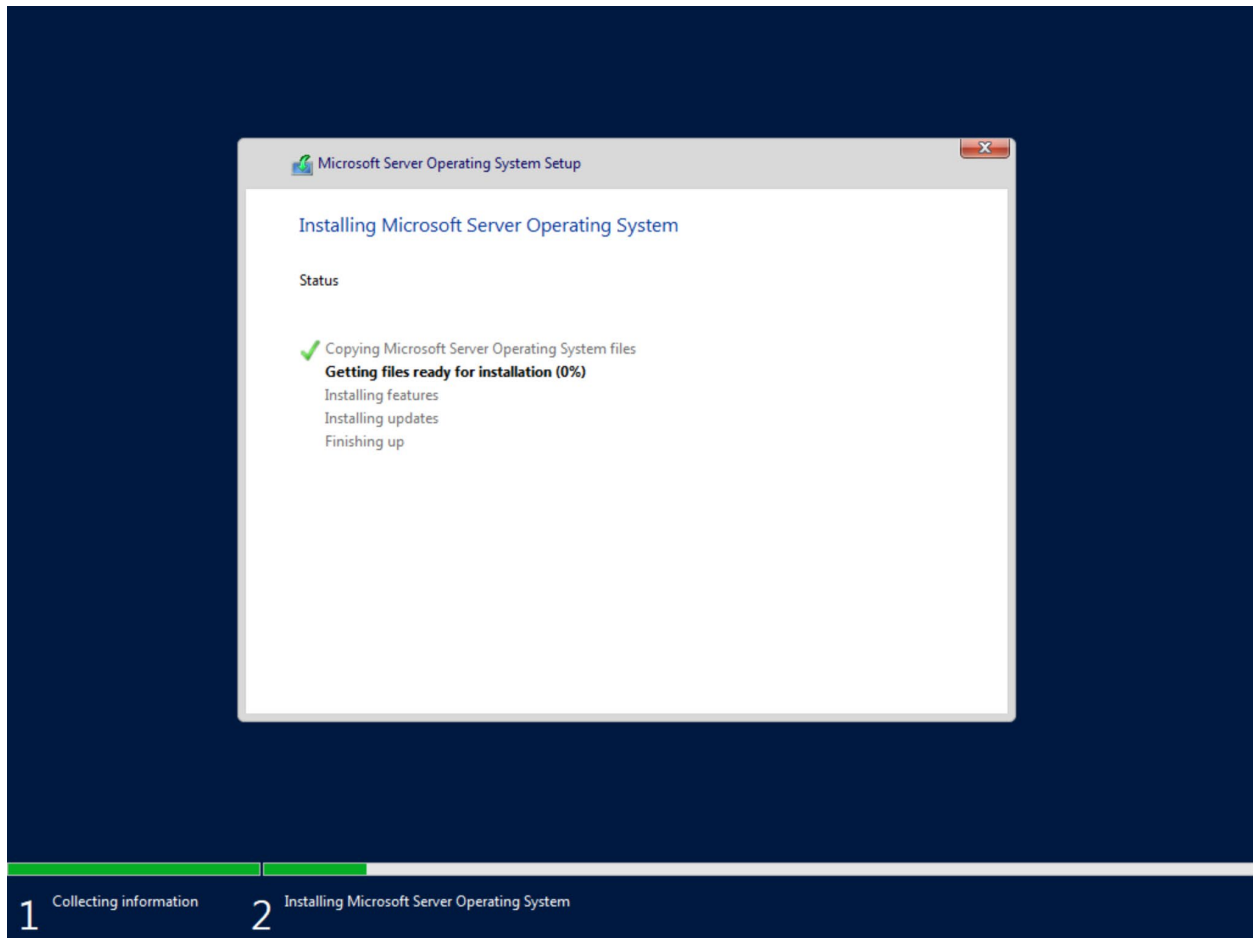 Microsoft Server Operating System Setup
Installing Microsoft Server Operating System
Status
Copying Microsoft Server Operating System files
Getting files ready for installation (0%)
Installing features
Installing updates
Finishing up
1 Collecting information 2 Installing Microsoft Server Operating System